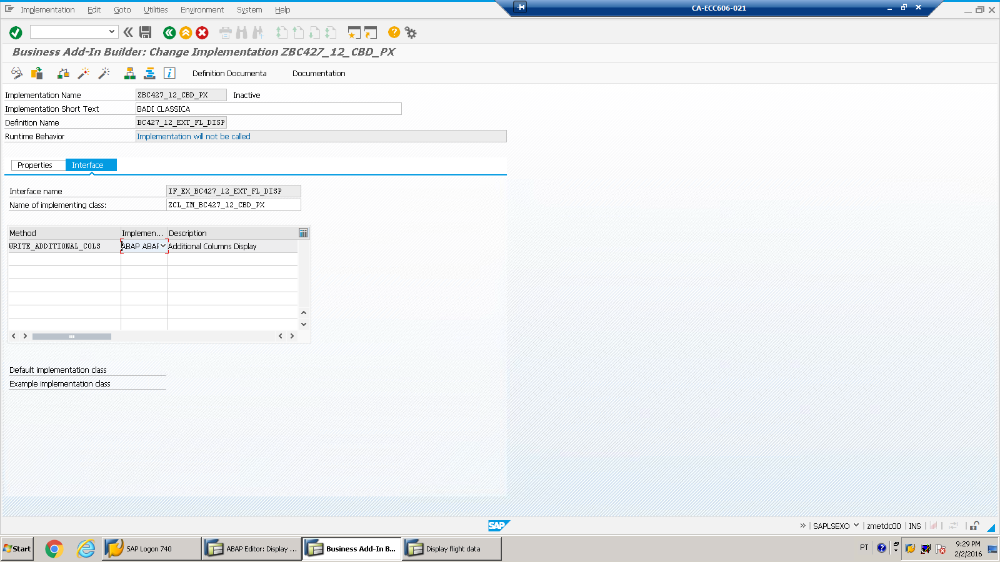 Implementation Edit Goto Utilities Environment System Help
CA-ECC606-021
Business Add-In Builder: Change Implementation ZBC427_12_CBD_PX
Definition Documenta Documentation
Implementation Name ZBC427_12_CBD_PX Inactive
Implementation Short Text BADI CLASSICA
Definition Name BC427_12_EXT_FL_DISP
Runtime Behavior Implementation will not be called
Properties Interface
Interface name IF_EX_BC427_12_EXT_FL_DISP
Name of implementing class: ZCL_IM_BC427_12_CBD_PX
Method Implemen... Description
WRITE_ADDITIONAL_COLS ABAP ABAP Additional Columns Display
Default implementation class
Example implementation class
SAP
SAPLSEXO zmetdc00 INS
Start SAP Logon 740 ABAP Editor: Display ... Business Add-In B... Display flight data PT 9:29 PM
2/2/2016